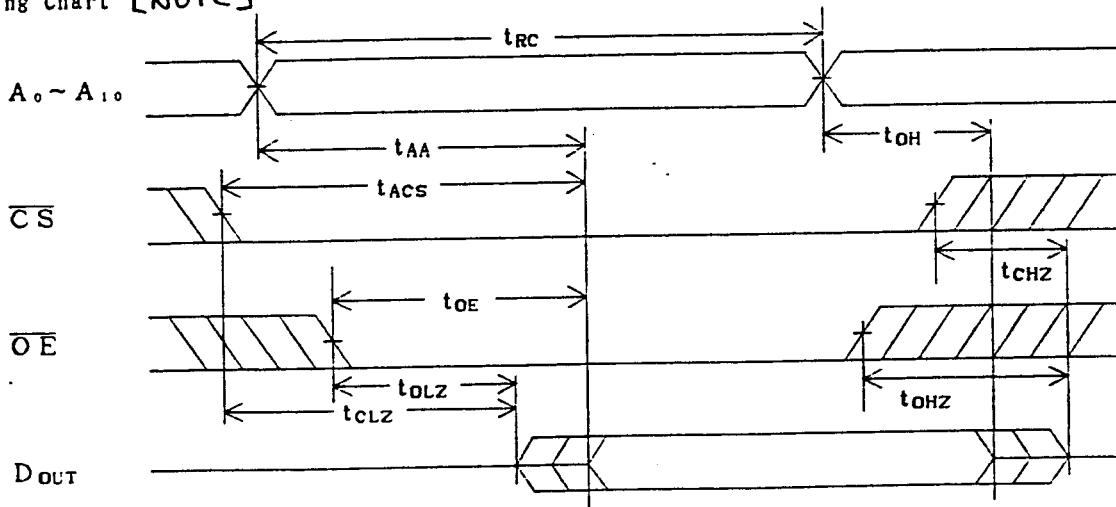 ng Chart [NOTE]
tRC
A0~A10
tAA
tOH
tACS
CS
tCHZ
tOE
OE
tOLZ
tOHZ
tCLZ
DOUT